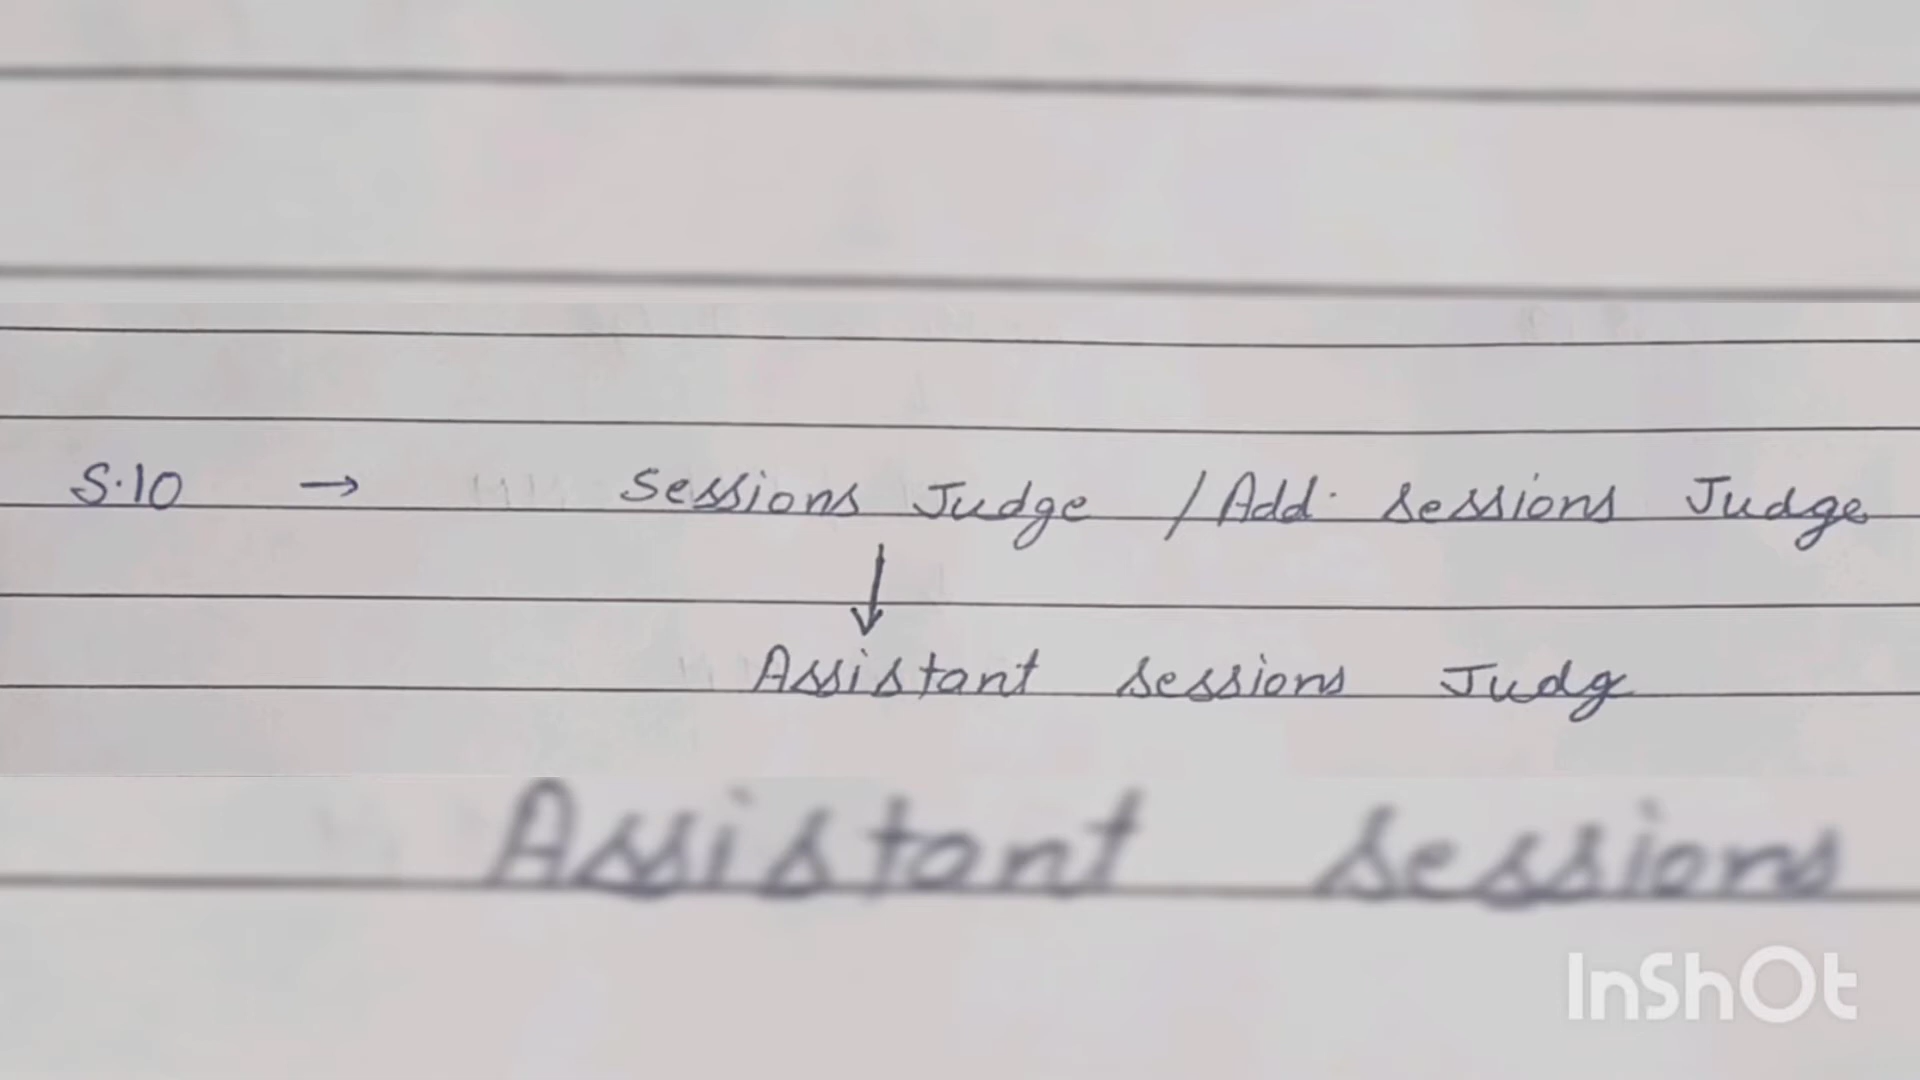 S.10 → Sessions Judge / Add. Sessions Judge
↓
Assistant Sessions Judg
Assistant Sessions
InShOt